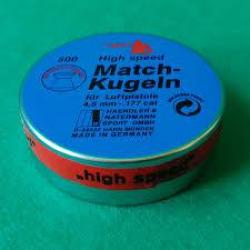 500
High speed
Match-
Kugeln
für Luftpistole
4,5 mm - 177 cal
HAENDLER &
NATERMANN
SPORT GMBH
D-34342 HANN. MÜNDEN
MADE IN GERMANY
„high speed"